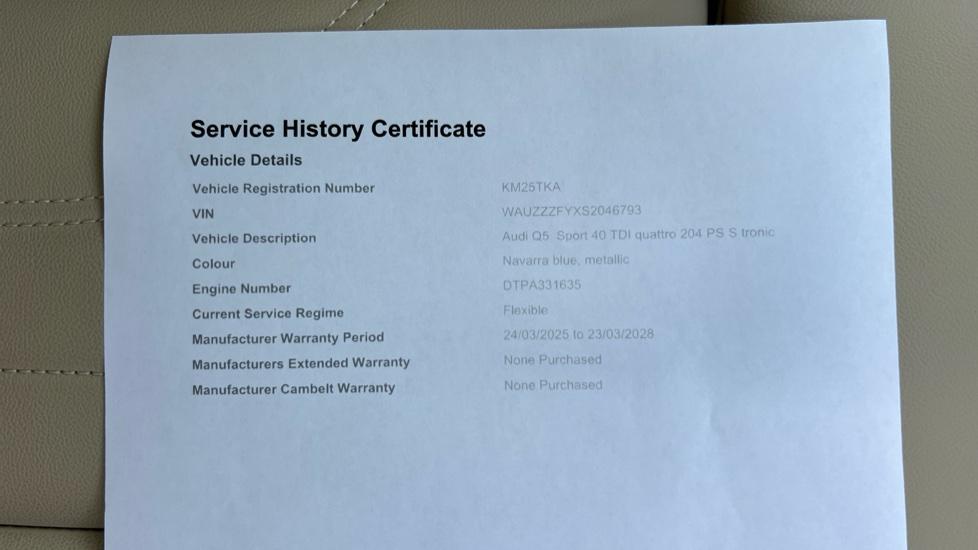 Service History Certificate
Vehicle Details
Vehicle Registration Number KM25TKA
VIN WAUZZZFYXS2046793
Vehicle Description Audi Q5 Sport 40 TDI quattro 204 PS S tronic
Colour Navarra blue, metallic
Engine Number DTPA331635
Current Service Regime Flexible
Manufacturer Warranty Period 24/03/2025 to 23/03/2028
Manufacturers Extended Warranty None Purchased
Manufacturer Cambelt Warranty None Purchased